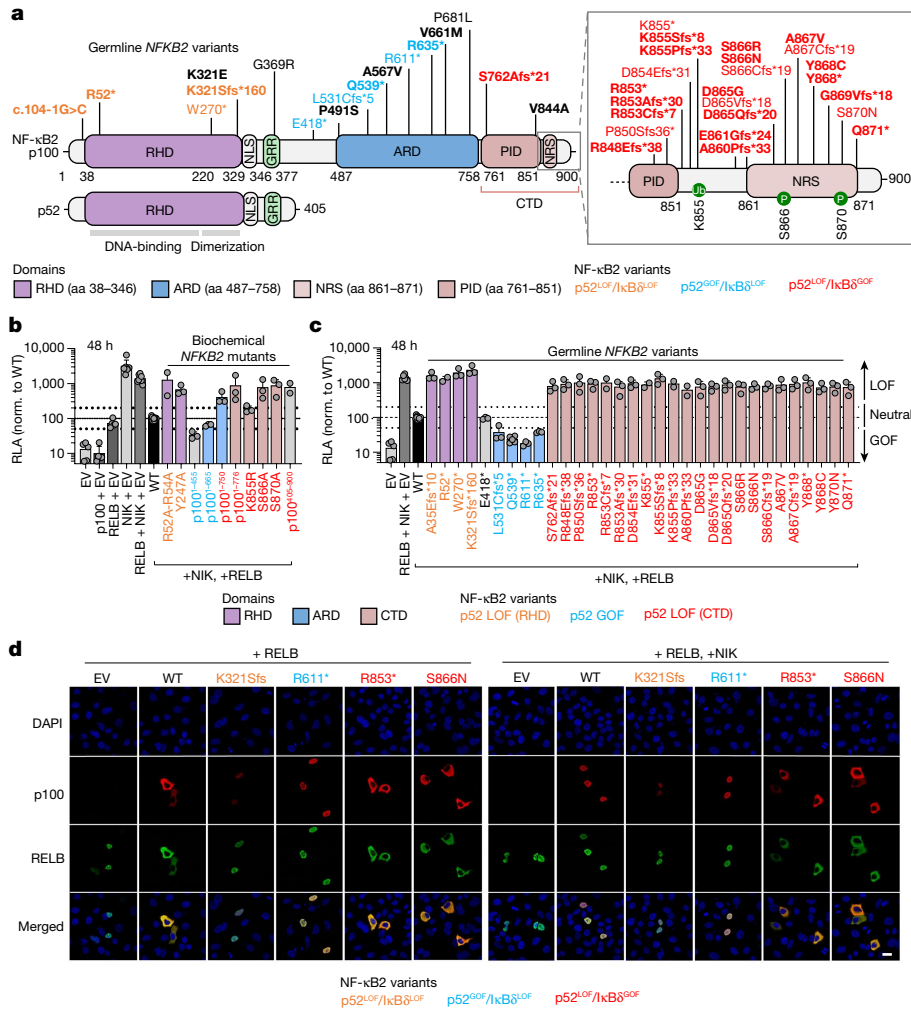 a
Germline NFKB2 variants
c.104-1G>C
R52*
K321E
K321Sfs*160
W270*
G369R
E418*
P491S
L531Cfs*5
Q539*
A567V
R611*
R635*
V661M
P681L
S762Afs*21
V844A
NF-κB2
p100
RHD
NLS
GRR
ARD
PID
NRS
1 38 220 329 346 377 487 758 761 851 900
CTD
p52
RHD
NLS
GRR
405
DNA-binding
Dimerization
K855*
K855Sfs*8
K855Pfs*33
D854Efs*31
R853*
R853Afs*30
R853Cfs*7
P850Sfs36*
R848Efs*38
S866R
S866N
S866Cfs*19
D865G
D865Vfs*18
D865Qfs*20
E861Gfs*24
A860Pfs*33
A867V
A867Cfs*19
Y868C
Y868*
G869Vfs*18
S870N
Q871*
PID
NRS
900
Ub
P
P
851
K855
861
S866
S870
871
Domains
RHD (aa 38–346)
ARD (aa 487–758)
NRS (aa 861–871)
PID (aa 761–851)
NF-κB2 variants
p52LOF/IκBδLOF
p52GOF/IκBδLOF
p52LOF/IκBδGOF
b
48 h
Biochemical
NFKB2
mutants
RLA (norm. to WT)
10,000
1,000
100
10
EV
p100 + EV
RELB + EV
NIK + EV
RELB + NIK + EV
WT
R52A-R54A
Y247A
p1001–455
p1001–665
p1001–750
p1001–776
K855R
S866A
S870A
p100405–900
+NIK, +RELB
c
48 h
Germline NFKB2 variants
RLA (norm. to WT)
10,000
1,000
100
10
LOF
Neutral
GOF
EV
RELB + NIK + EV
WT
A35Efs*10
R52*
W270*
K321Sfs*160
E418*
L531Cfs*5
Q539*
R611*
R635*
S762Afs*21
R848Efs*38
P850Sfs*36
R853*
R853Cfs*7
R853Afs*30
D854Efs*31
K855*
K855Sfs*8
K855Pfs*33
A860Pfs*33
D865G
D865Vfs*18
D865Qfs*20
S866R
S866N
S866Cfs*19
A867V
A867Cfs*19
Y868*
Y868C
S870N
Q871*
+NIK, +RELB
Domains
RHD
ARD
CTD
NF-κB2 variants
p52 LOF (RHD)
p52 GOF
p52 LOF (CTD)
d
+ RELB
+ RELB, +NIK
EV WT K321Sfs R611* R853* S866N
EV WT K321Sfs R611* R853* S866N
DAPI
p100
RELB
Merged
NF-κB2 variants
p52LOF/IκBδLOF
p52GOF/IκBδLOF
p52LOF/IκBδGOF